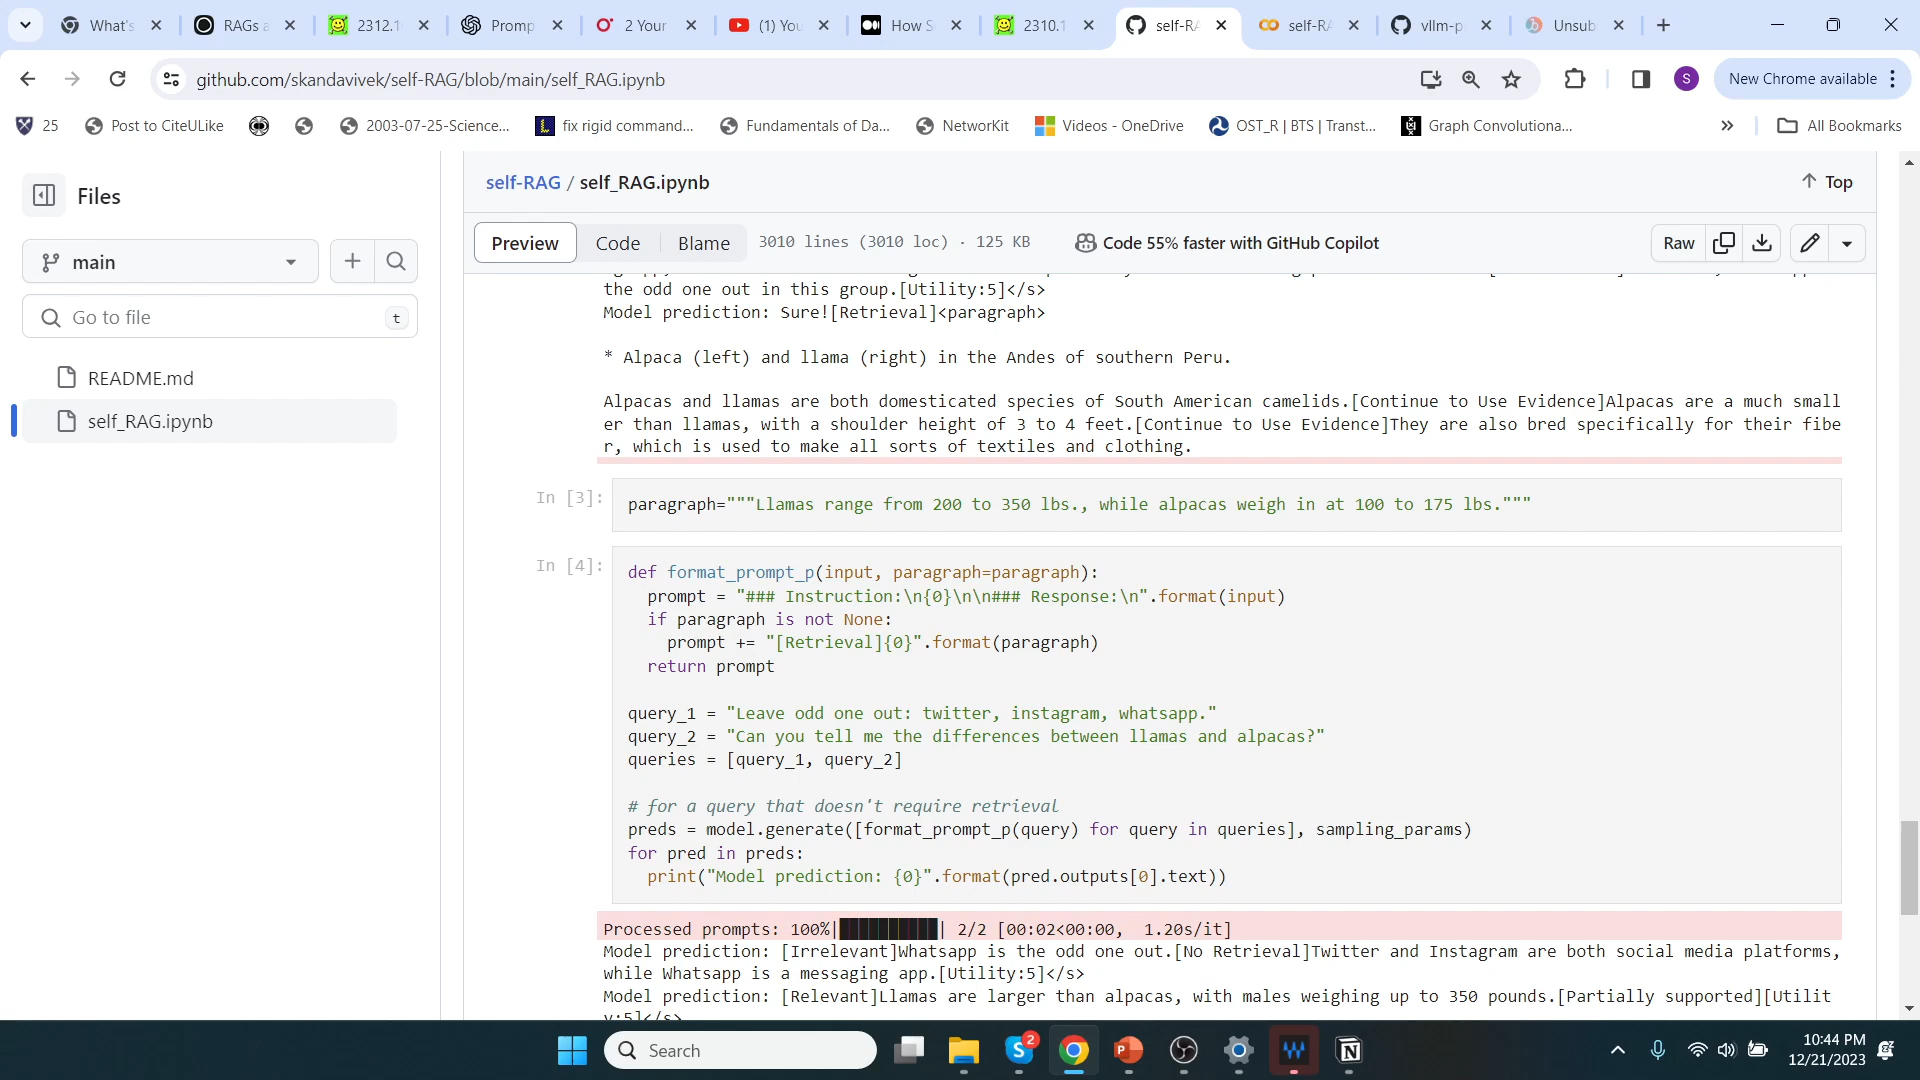 What's
RAGs a
2312.1
Promp
2 Your
(1) You
How S
2310.1
self-RA
self-RA
vllm-p
Unsub
github.com/skandavivek/self-RAG/blob/main/self_RAG.ipynb
S
New Chrome available
25
Post to CiteULike
2003-07-25-Science...
fix rigid command...
Fundamentals of Da...
NetworKit
Videos - OneDrive
OST_R | BTS | Transt...
Graph Convolutiona...
All Bookmarks
Files
self-RAG / self_RAG.ipynb
Top
Preview
Code
Blame
3010 lines (3010 loc) · 125 KB
Code 55% faster with GitHub Copilot
Raw
main
Go to file
t
README.md
self_RAG.ipynb
the odd one out in this group.[Utility:5]</s>
Model prediction: Sure![Retrieval]<paragraph>
* Alpaca (left) and llama (right) in the Andes of southern Peru.
Alpacas and llamas are both domesticated species of South American camelids.[Continue to Use Evidence]Alpacas are a much small
er than llamas, with a shoulder height of 3 to 4 feet.[Continue to Use Evidence]They are also bred specifically for their fibe
r, which is used to make all sorts of textiles and clothing.
In [3]:
paragraph="""Llamas range from 200 to 350 lbs., while alpacas weigh in at 100 to 175 lbs."""
In [4]:
def format_prompt_p(input, paragraph=paragraph):
prompt = "### Instruction:\n{0}\n\n### Response:\n".format(input)
if paragraph is not None:
prompt += "[Retrieval]{0}".format(paragraph)
return prompt
query_1 = "Leave odd one out: twitter, instagram, whatsapp."
query_2 = "Can you tell me the differences between llamas and alpacas?"
queries = [query_1, query_2]
# for a query that doesn't require retrieval
preds = model.generate([format_prompt_p(query) for query in queries], sampling_params)
for pred in preds:
print("Model prediction: {0}".format(pred.outputs[0].text))
Processed prompts: 100%|██████████| 2/2 [00:02<00:00,  1.20s/it]
Model prediction: [Irrelevant]Whatsapp is the odd one out.[No Retrieval]Twitter and Instagram are both social media platforms,
while Whatsapp is a messaging app.[Utility:5]</s>
Model prediction: [Relevant]Llamas are larger than alpacas, with males weighing up to 350 pounds.[Partially supported][Utilit
y:5]</s>
Search
2
10:44 PM
12/21/2023